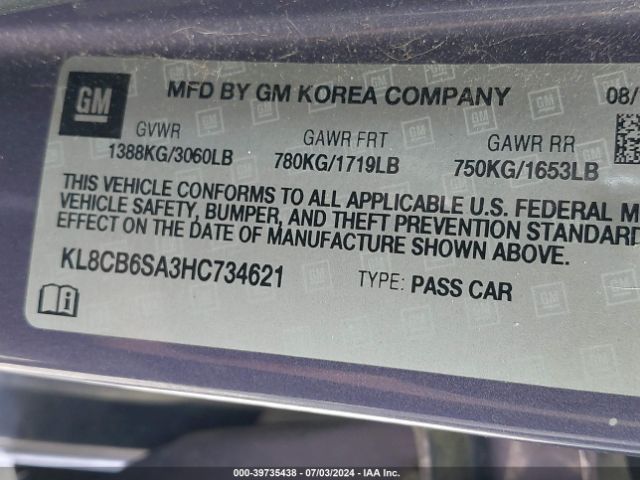 GM
MFD BY GM KOREA COMPANY
08/
GVWR
GAWR FRT
GAWR RR
1388KG/3060LB
780KG/1719LB
750KG/1653LB
THIS VEHICLE CONFORMS TO ALL APPLICABLE U.S. FEDERAL M
VEHICLE SAFETY, BUMPER, AND THEFT PREVENTION STANDARD
EFFECT ON THE DATE OF MANUFACTURE SHOWN ABOVE.
KL8CB6SA3HC734621
TYPE: PASS CAR
000-39735438 - 07/03/2024 - IAA Inc.